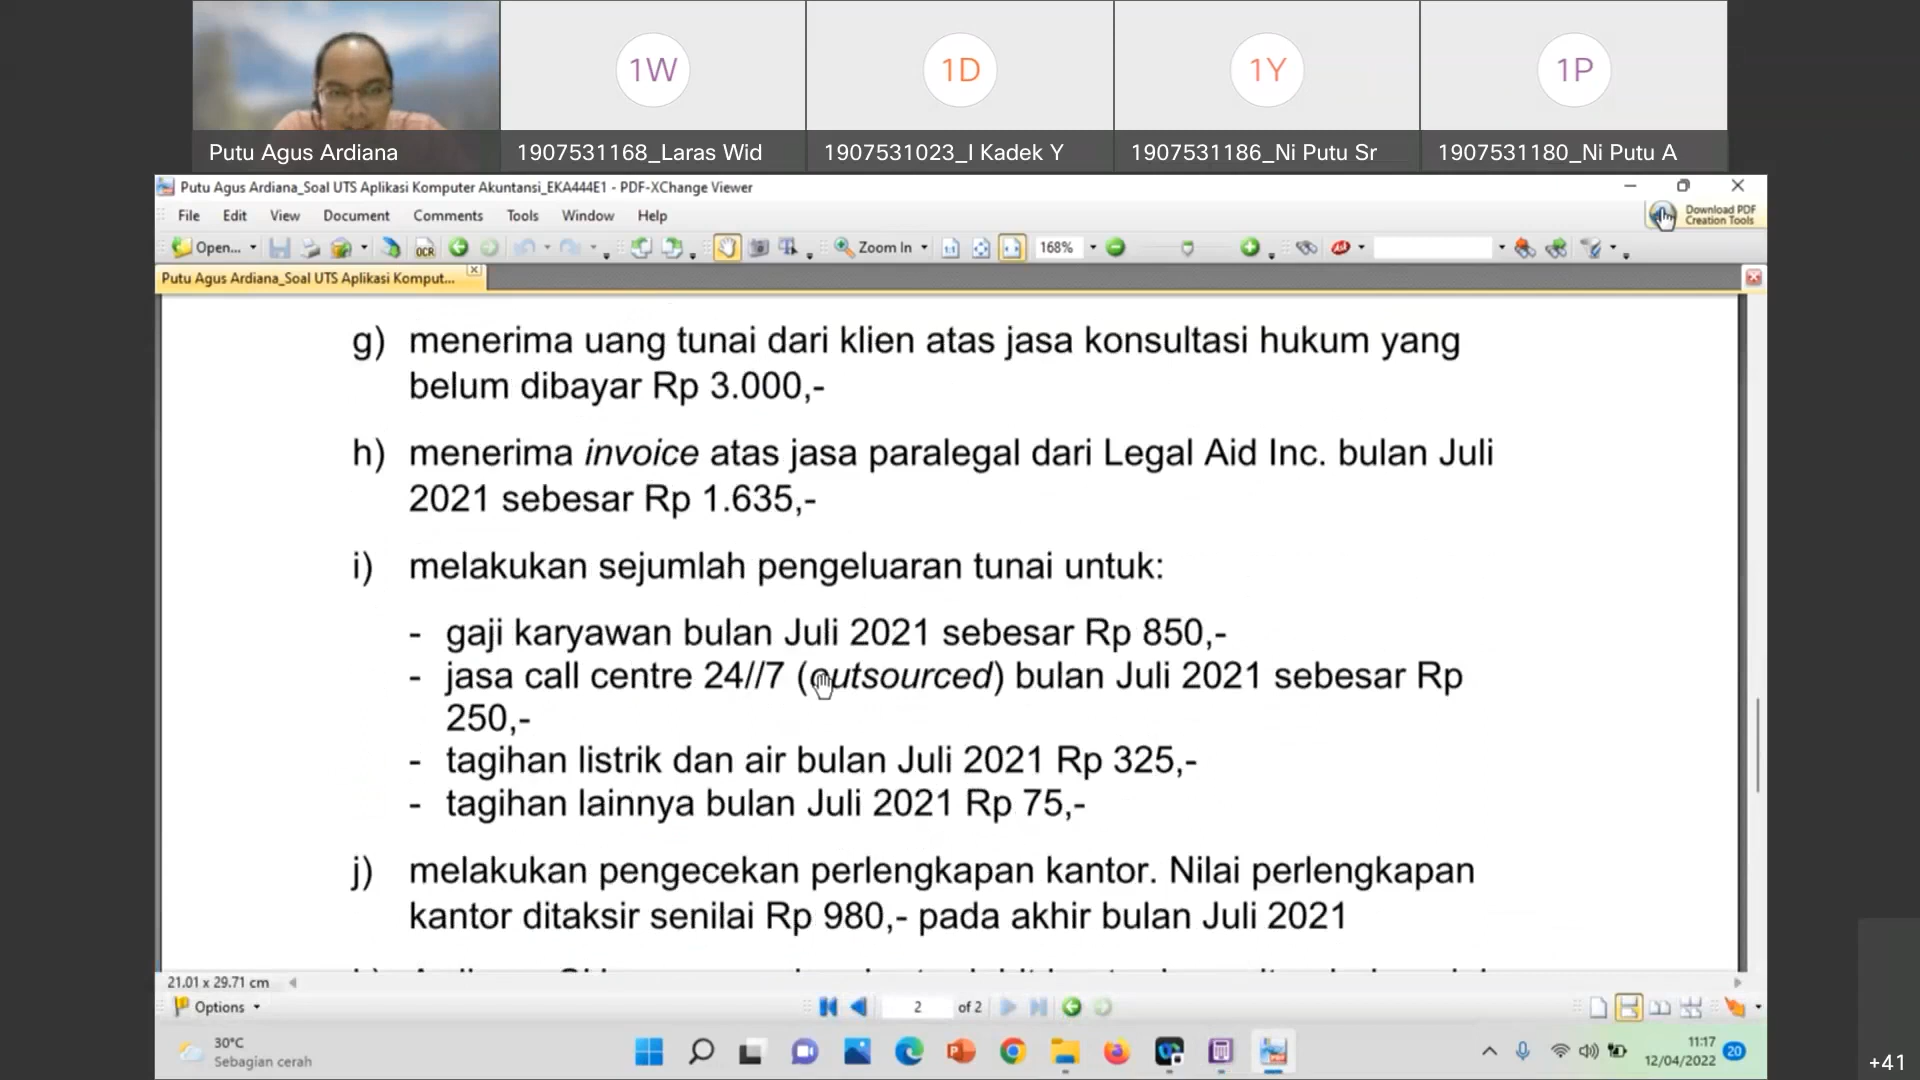 1W
1D
1Y
1P
Putu Agus Ardiana
1907531168_Laras Wid
1907531023_I Kadek Y
1907531186_Ni Putu Sr
1907531180_Ni Putu A
Putu Agus Ardiana_Soal UTS Aplikasi Komputer Akuntansi_EKA444E1 - PDF-XChange Viewer
File Edit View Document Comments Tools Window Help
Download PDF
Creation Tools
Open...
OCR
Zoom In
168%
Putu Agus Ardiana_Soal UTS Aplikasi Komput...
g) menerima uang tunai dari klien atas jasa konsultasi hukum yang
belum dibayar Rp 3.000,-
h) menerima invoice atas jasa paralegal dari Legal Aid Inc. bulan Juli
2021 sebesar Rp 1.635,-
i) melakukan sejumlah pengeluaran tunai untuk:
- gaji karyawan bulan Juli 2021 sebesar Rp 850,-
- jasa call centre 24//7 (outsourced) bulan Juli 2021 sebesar Rp
250,-
- tagihan listrik dan air bulan Juli 2021 Rp 325,-
- tagihan lainnya bulan Juli 2021 Rp 75,-
j) melakukan pengecekan perlengkapan kantor. Nilai perlengkapan
kantor ditaksir senilai Rp 980,- pada akhir bulan Juli 2021
21.01 x 29.71 cm
Options
2 of 2
30°C
Sebagian cerah
11:17
12/04/2022
20
+41